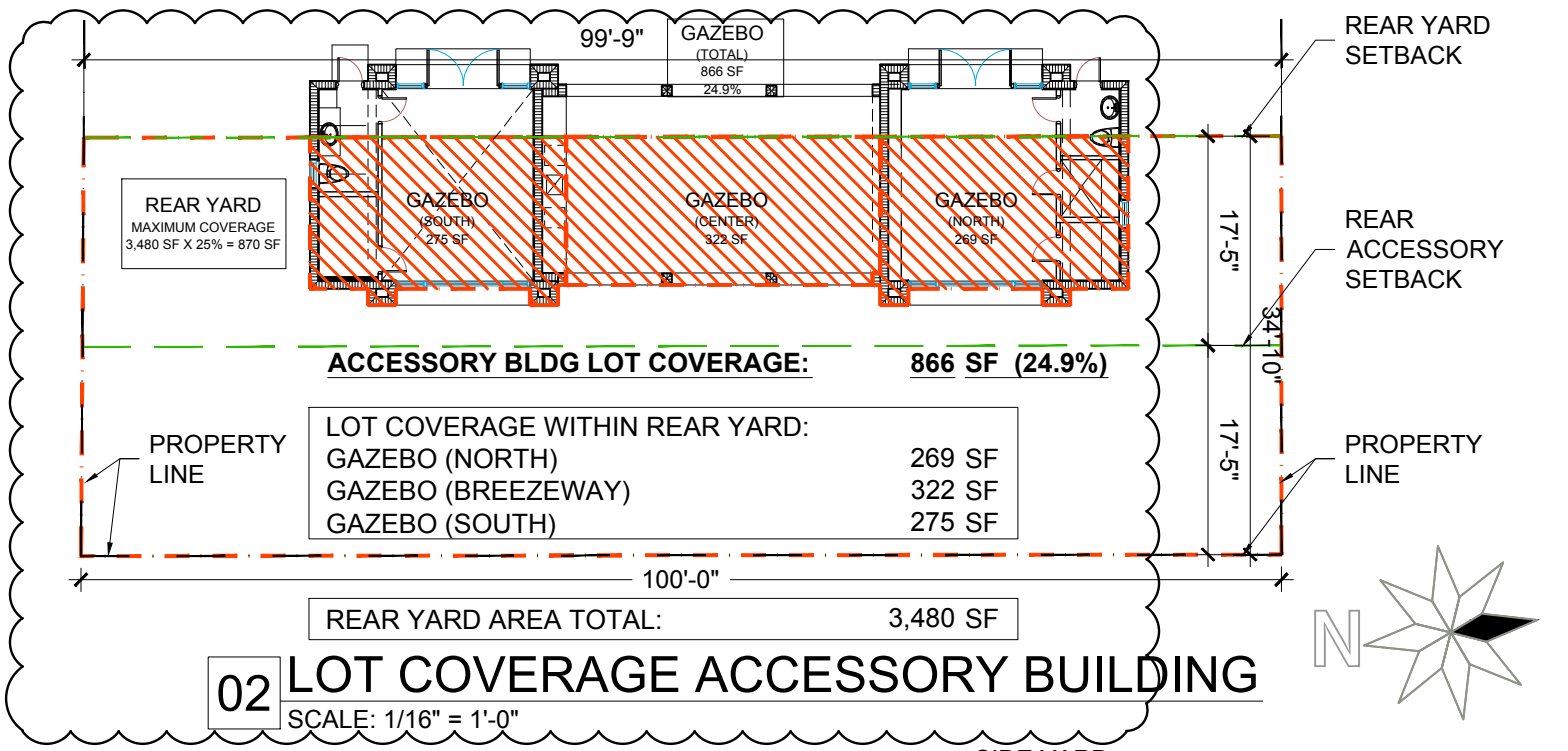 99'-9"
GAZEBO
(TOTAL)
866 SF
24.9%
REAR YARD
SETBACK
REAR YARD
MAXIMUM COVERAGE
3,480 SF X 25% = 870 SF
GAZEBO
(SOUTH)
275 SF
GAZEBO
(CENTER)
322 SF
GAZEBO
(NORTH)
269 SF
17'-5"
34'-10"
REAR
ACCESSORY
SETBACK
ACCESSORY BLDG LOT COVERAGE: 866 SF (24.9%)
PROPERTY
LINE
LOT COVERAGE WITHIN REAR YARD:
GAZEBO (NORTH) 269 SF
GAZEBO (BREEZEWAY) 322 SF
GAZEBO (SOUTH) 275 SF
17'-5"
PROPERTY
LINE
100'-0"
REAR YARD AREA TOTAL: 3,480 SF
N
02 LOT COVERAGE ACCESSORY BUILDING
SCALE: 1/16" = 1'-0"